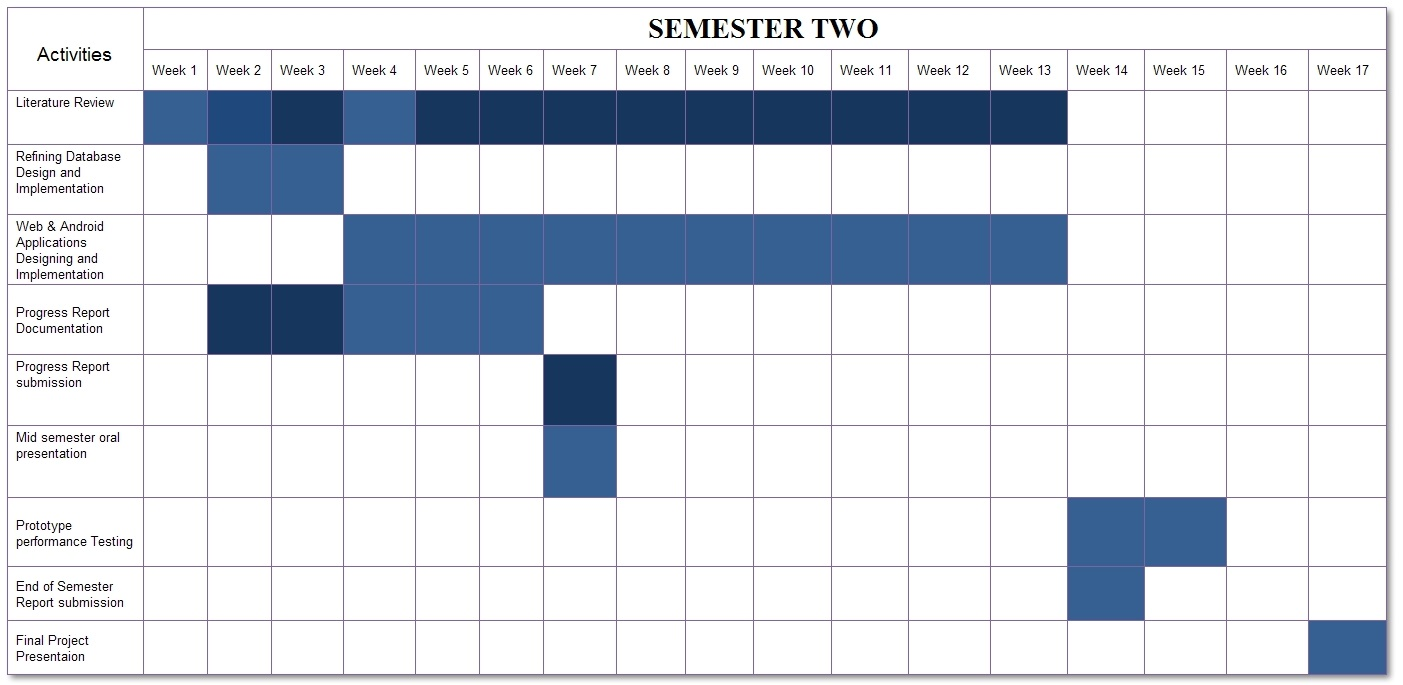 SEMESTER TWO
Activities
Week 1 Week 2 Week 3 Week 4 Week 5 Week 6 Week 7 Week 8 Week 9 Week 10 Week 11 Week 12 Week 13 Week 14 Week 15 Week 16 Week 17
Literature Review
Refining Database
Design and
Implementation
Web & Android
Applications
Designing and
Implementation
Progress Report
Documentation
Progress Report
submission
Mid semester oral
presentation
Prototype
performance Testing
End of Semester
Report submission
Final Project
Presentaion